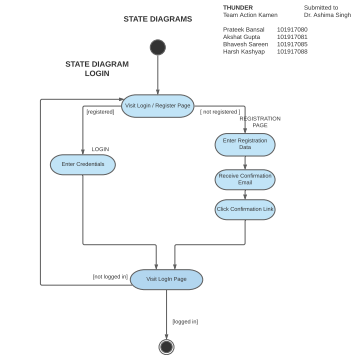 STATE DIAGRAMS
THUNDER
Team Action Kamen
Submitted to
Dr. Ashima Singh
Prateek Bansal 101917080
Akshat Gupta 101917081
Bhavesh Sareen 101917085
Harsh Kashyap 101917088
STATE DIAGRAM
LOGIN
Visit Login / Register Page
[registered]
[ not registered ]
REGISTRATION
PAGE
LOGIN
Enter Registration
Data
Enter Credentials
Receive Confirmation
Email
Click Confirmation Link
[not logged in]
Visit LogIn Page
[logged in]